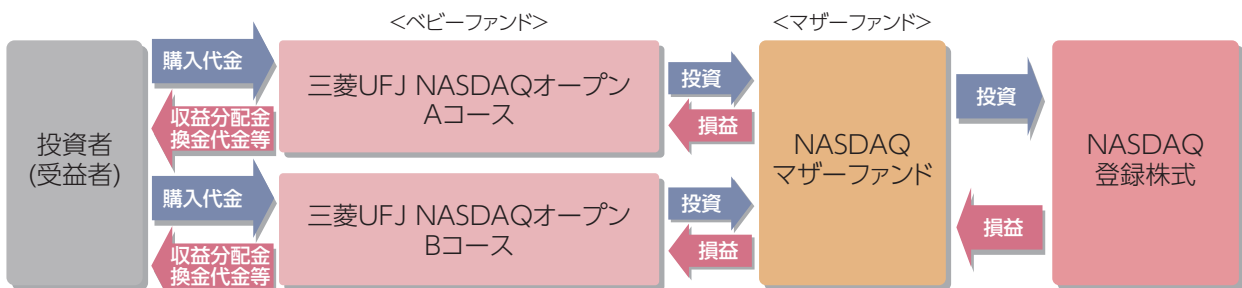 <ベビーファンド>
<マザーファンド>
投資者
(受益者)
購入代金
収益分配金
換金代金等
三菱UFJ NASDAQオープン
Aコース
投資
損益
購入代金
収益分配金
換金代金等
三菱UFJ NASDAQオープン
Bコース
投資
損益
NASDAQ
マザーファンド
投資
損益
NASDAQ
登録株式